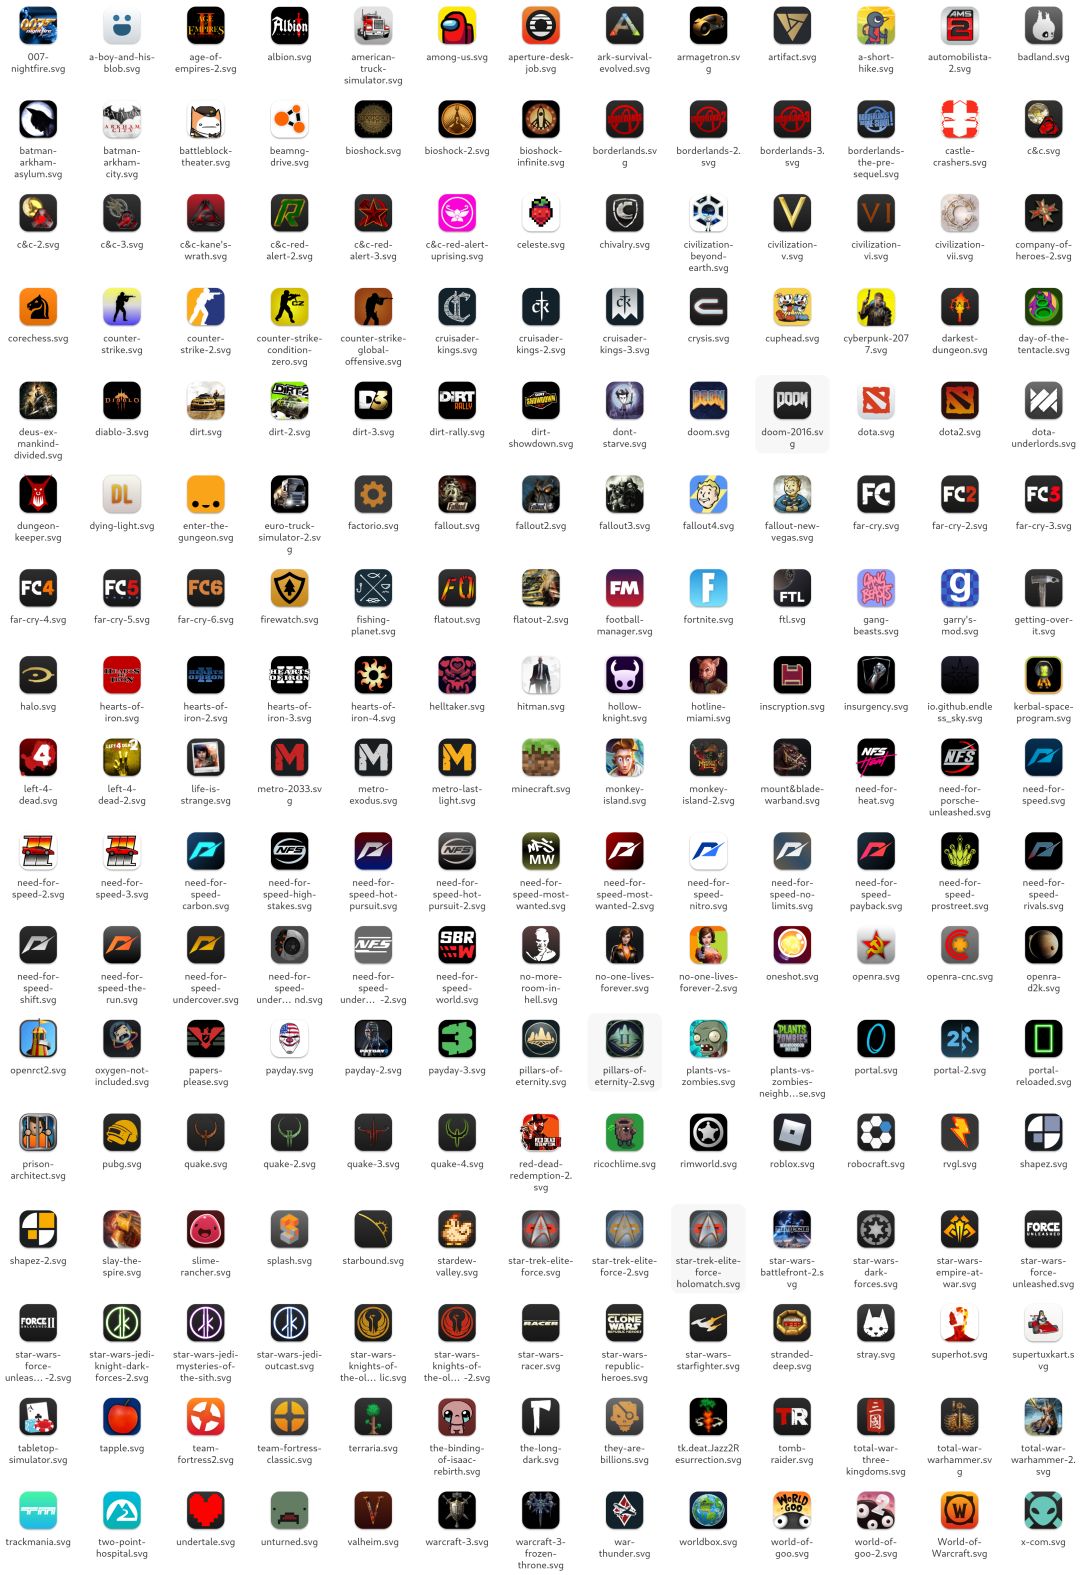 007-nightfire.svg
a-boy-and-his-blob.svg
age-of-empires-2.svg
albion.svg
american-truck-simulator.svg
among-us.svg
aperture-desk-job.svg
ark-survival-evolved.svg
armagetron.svg
artifact.svg
a-short-hike.svg
automobilista-2.svg
badland.svg
batman-arkham-asylum.svg
batman-arkham-city.svg
battleblock-theater.svg
beamng-drive.svg
bioshock.svg
bioshock-2.svg
bioshock-infinite.svg
borderlands.svg
borderlands-2.svg
borderlands-3.svg
borderlands-the-pre-sequel.svg
castle-crashers.svg
c&c.svg
c&c-2.svg
c&c-3.svg
c&c-kane's-wrath.svg
c&c-red-alert-2.svg
c&c-red-alert-3.svg
c&c-red-alert-uprising.svg
celeste.svg
chivalry.svg
civilization-beyond-earth.svg
civilization-v.svg
civilization-vi.svg
civilization-vii.svg
company-of-heroes-2.svg
corechess.svg
counter-strike.svg
counter-strike-2.svg
counter-strike-condition-zero.svg
counter-strike-global-offensive.svg
cruisader-kings.svg
cruisader-kings-2.svg
cruisader-kings-3.svg
crysis.svg
cuphead.svg
cyberpunk-2077.svg
darkest-dungeon.svg
day-of-the-tentacle.svg
deus-ex-mankind-divided.svg
diablo-3.svg
dirt.svg
dirt-2.svg
dirt-3.svg
dirt-rally.svg
dirt-showdown.svg
dont-starve.svg
doom.svg
doom-2016.svg
dota.svg
dota2.svg
dota-underlords.svg
dungeon-keeper.svg
dying-light.svg
enter-the-gungeon.svg
euro-truck-simulator-2.svg
factorio.svg
fallout.svg
fallout2.svg
fallout3.svg
fallout4.svg
fallout-new-vegas.svg
far-cry.svg
far-cry-2.svg
far-cry-3.svg
far-cry-4.svg
far-cry-5.svg
far-cry-6.svg
firewatch.svg
fishing-planet.svg
flatout.svg
flatout-2.svg
football-manager.svg
fortnite.svg
ftl.svg
gang-beasts.svg
garry's-mod.svg
getting-over-it.svg
halo.svg
hearts-of-iron.svg
hearts-of-iron-2.svg
hearts-of-iron-3.svg
hearts-of-iron-4.svg
helltaker.svg
hitman.svg
hollow-knight.svg
hotline-miami.svg
inscryption.svg
insurgency.svg
io.github.endless_sky.svg
kerbal-space-program.svg
left-4-dead.svg
left-4-dead-2.svg
life-is-strange.svg
metro-2033.svg
metro-exodus.svg
metro-last-light.svg
minecraft.svg
monkey-island.svg
monkey-island-2.svg
mount&blade-warband.svg
need-for-heat.svg
need-for-porsche-unleashed.svg
need-for-speed.svg
need-for-speed-2.svg
need-for-speed-3.svg
need-for-speed-carbon.svg
need-for-speed-high-stakes.svg
need-for-speed-hot-pursuit.svg
need-for-speed-hot-pursuit-2.svg
need-for-speed-most-wanted.svg
need-for-speed-most-wanted-2.svg
need-for-speed-nitro.svg
need-for-speed-no-limits.svg
need-for-speed-payback.svg
need-for-speed-prostreet.svg
need-for-speed-rivals.svg
need-for-speed-shift.svg
need-for-speed-the-run.svg
need-for-speed-undercover.svg
need-for-speed-under... nd.svg
need-for-speed-under... -2.svg
need-for-speed-world.svg
no-more-room-in-hell.svg
no-one-lives-forever.svg
no-one-lives-forever-2.svg
oneshot.svg
openra.svg
openra-cnc.svg
openra-d2k.svg
openrct2.svg
oxygen-not-included.svg
papers-please.svg
payday.svg
payday-2.svg
payday-3.svg
pillars-of-eternity.svg
pillars-of-eternity-2.svg
plants-vs-zombies.svg
plants-vs-zombies-neighb...se.svg
portal.svg
portal-2.svg
portal-reloaded.svg
prison-architect.svg
pubg.svg
quake.svg
quake-2.svg
quake-3.svg
quake-4.svg
red-dead-redemption-2.svg
ricochlime.svg
rimworld.svg
roblox.svg
robocraft.svg
rvgl.svg
shapez.svg
shapez-2.svg
slay-the-spire.svg
slime-rancher.svg
splash.svg
starbound.svg
stardew-valley.svg
star-trek-elite-force.svg
star-trek-elite-force-2.svg
star-trek-elite-force-holomatch.svg
star-wars-battlefront-2.svg
star-wars-dark-forces.svg
star-wars-empire-at-war.svg
star-wars-force-unleashed.svg
star-wars-force-unleas... -2.svg
star-wars-jedi-knight-dark-forces-2.svg
star-wars-jedi-mysteries-of-the-sith.svg
star-wars-jedi-outcast.svg
star-wars-knights-of-the-ol... lic.svg
star-wars-knights-of-the-ol... -2.svg
star-wars-racer.svg
star-wars-republic-heroes.svg
star-wars-starfighter.svg
stranded-deep.svg
stray.svg
superhot.svg
supertuxkart.svg
tabletop-simulator.svg
tapple.svg
team-fortress2.svg
team-fortress-classic.svg
terraria.svg
the-binding-of-isaac-rebirth.svg
the-long-dark.svg
they-are-billions.svg
tk.deat.Jazz2Resurrection.svg
tomb-raider.svg
total-war-three-kingdoms.svg
total-war-warhammer.svg
total-war-warhammer-2.svg
trackmania.svg
two-point-hospital.svg
undertale.svg
unturned.svg
valheim.svg
warcraft-3.svg
warcraft-3-frozen-throne.svg
war-thunder.svg
worldbox.svg
world-of-goo.svg
world-of-goo-2.svg
World-of-Warcraft.svg
x-com.svg